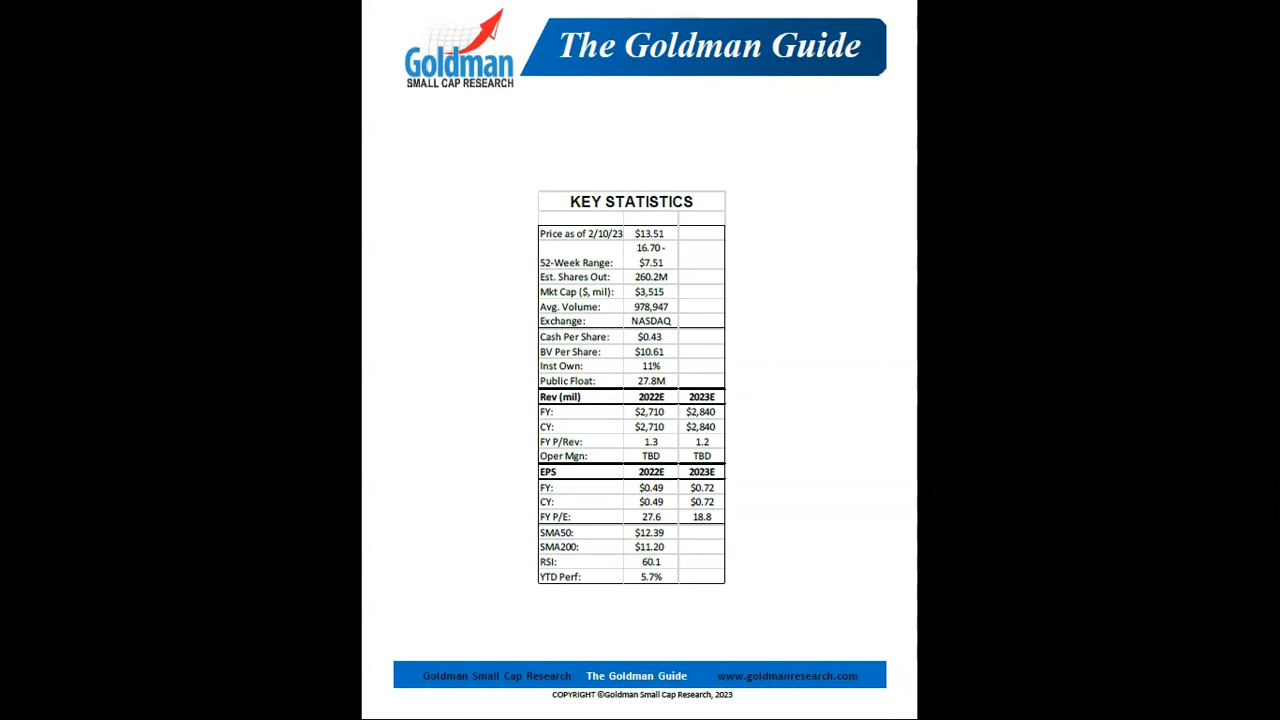 Goldman
SMALL CAP RESEARCH
The Goldman Guide
KEY STATISTICS
Price as of 2/10/23 $13.51
16.70 -
52-Week Range: $7.51
Est. Shares Out: 260.2M
Mkt Cap ($, mil): $3,515
Avg. Volume: 978,947
Exchange: NASDAQ
Cash Per Share: $0.43
BV Per Share: $10.61
Inst Own: 11%
Public Float: 27.8M
Rev (mil) 2022E 2023E
FY: $2,710 $2,840
CY: $2,710 $2,840
FY P/Rev: 1.3 1.2
Oper Mgn: TBD TBD
EPS 2022E 2023E
FY: $0.49 $0.72
CY: $0.49 $0.72
FY P/E: 27.6 18.8
SMA50: $12.39
SMA200: $11.20
RSI: 60.1
YTD Perf: 5.7%
Goldman Small Cap Research The Goldman Guide www.goldmanresearch.com
COPYRIGHT ©Goldman Small Cap Research, 2023